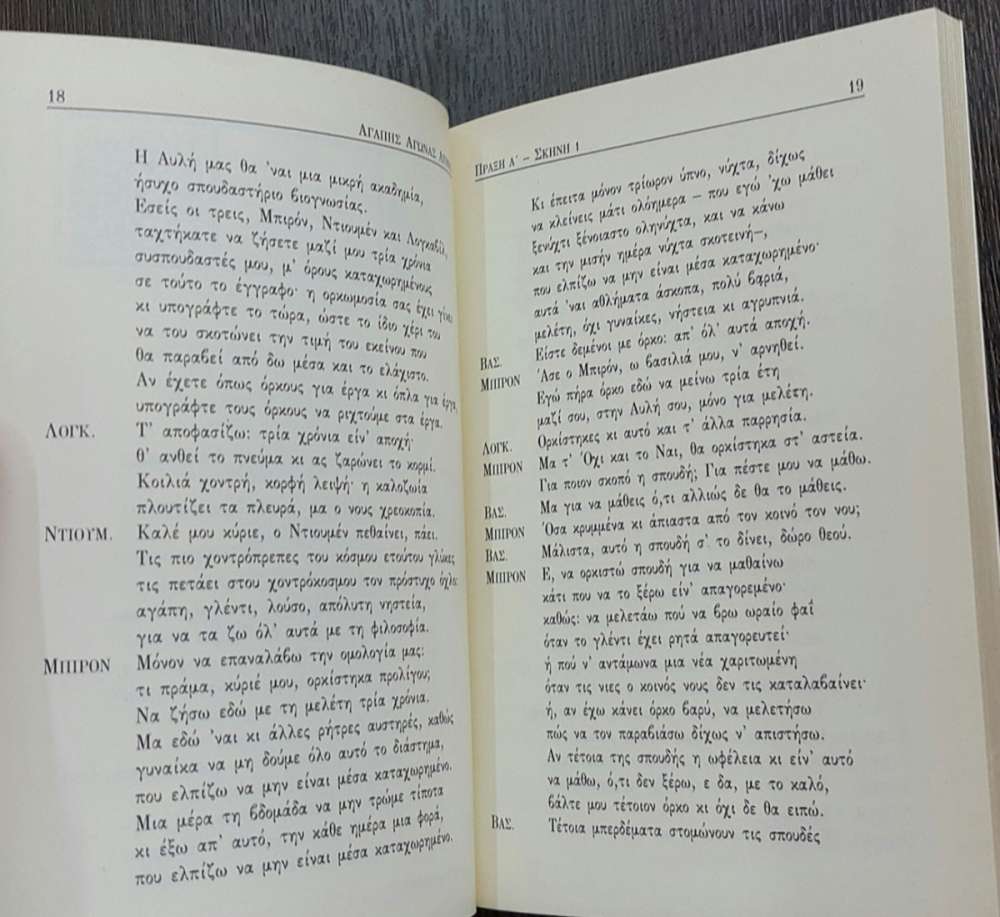 18
ΑΓΑΠΗΣ ΑΓΩΝΑΣ
Η Αυλή μας θα 'ναι μια μικρή ακαδημία,
ήσυχο σπουδαστήριο βιογνωσίας.
Εσείς οι τρεις, Μπιρόν, Ντιουμέν και Λογκαβίλ,
ταχτήκατε να ζήσετε μαζί μου τρία χρόνια
συσπουδαστές μου, μ' όρους καταχωρημένους
σε τούτο το έγγραφο· η ορκωμοσία σας έχει γίνει
κι υπογράφτε το τώρα, ώστε το ίδιο χέρι του
να του σκοτώνει την τιμή του εκείνου που
θα παραβεί από δω μέσα και το ελάχιστο.
Αν έχετε όπως όρκους για έργα κι όπλα για έργα,
υπογράφτε τους όρκους να ριχτούμε στα έργα.
ΛΟΓΚ. Τ' αποφασίζω: τρία χρόνια είν' αποχή·
θ' ανθεί το πνεύμα κι ας ζαρώνει το κορμί.
Κοιλιά χοντρή, κορφή λειψή· η καλοζωία
πλουτίζει τα πλευρά, μα ο νους χρεοκοπία.
ΝΤΙΟΥΜ. Καλέ μου κύριε, ο Ντιουμέν πεθαίνει, πάει.
Τις πιο χοντρόπρεπες του κόσμου ετούτου γλύκες
τις πετάει στου χοντρόκοσμου τον πρόστυχο όχλο:
αγάπη, γλέντι, λούσο, απόλυτη νηστεία,
για να τα ζω όλ' αυτά με τη φιλοσοφία.
ΜΠΙΡΟΝ Μόνον να επαναλάβω την ομολογία μας:
τι πράμα, κύριέ μου, ορκίστηκα προλίγου;
Να ζήσω εδώ με τη μελέτη τρία χρόνια.
Μα εδώ 'ναι κι άλλες ρήτρες αυστηρές, καθώς
γυναίκα να μη δούμε όλο αυτό το διάστημα,
που ελπίζω να μην είναι μέσα καταχωρημένο.
Μια μέρα τη βδομάδα να μην τρώμε τίποτα
κι έξω απ' αυτό, την κάθε ημέρα μια φορά,
που ελπίζω να μην είναι μέσα καταχωρημένο.
19
ΠΡΑΞΗ Α΄ – ΣΚΗΝΗ 1
Κι έπειτα μόνον τρίωρον ύπνο, νύχτα, δίχως
να κλείνεις μάτι ολόημερα – που εγώ 'χω μάθει
ξενύχτι ξένοιαστο οληνύχτα, και να κάνω
και την μισήν ημέρα νύχτα σκοτεινή–,
που ελπίζω να μην είναι μέσα καταχωρημένο·
αυτά 'ναι αθλήματα άσκοπα, πολύ βαριά,
μελέτη, όχι γυναίκες, νήστεια κι αγρυπνιά.
ΒΑΣ. Είστε δεμένοι με όρκο: απ' όλ' αυτά αποχή.
ΜΠΙΡΟΝ Άσε ο Μπιρόν, ω βασιλιά μου, ν' αρνηθεί.
Εγώ πήρα όρκο εδώ να μείνω τρία έτη
μαζί σου, στην Αυλή σου, μόνο για μελέτη.
ΛΟΓΚ. Ορκίστηκες κι αυτό και τ' άλλα παρρησία.
ΜΠΙΡΟΝ Μα τ' Όχι και το Ναι, θα ορκίστηκα στ' αστεία.
Για ποιον σκοπό η σπουδή; Για πέστε μου να μάθω.
ΒΑΣ. Μα για να μάθεις ό,τι αλλιώς δε θα το μάθεις.
ΜΠΙΡΟΝ Όσα κρυμμένα κι άπιαστα από τον κοινό τον νου;
ΒΑΣ. Μάλιστα, αυτό η σπουδή σ' το δίνει, δώρο θεού.
ΜΠΙΡΟΝ Ε, να ορκιστώ σπουδή για να μαθαίνω
κάτι που να το ξέρω είν' απαγορεμένο·
καθώς: να μελετάω πού να βρω ωραίο φαΐ
όταν το γλέντι έχει ρητά απαγορευτεί·
ή πού ν' αντάμωνα μια νέα χαριτωμένη
όταν τις νιες ο κοινός νους δεν τις καταλαβαίνει·
ή, αν έχω κάνει όρκο βαρύ, να μελετήσω
πώς να τον παραβιάσω δίχως ν' απιστήσω.
Αν τέτοια της σπουδής η ωφέλεια κι είν' αυτό
να μάθω, ό,τι δεν ξέρω, ε δα, με το καλό,
βάλτε μου τέτοιον όρκο κι όχι δε θα ειπώ.
ΒΑΣ. Τέτοια μπερδέματα στομώνουν τις σπουδές